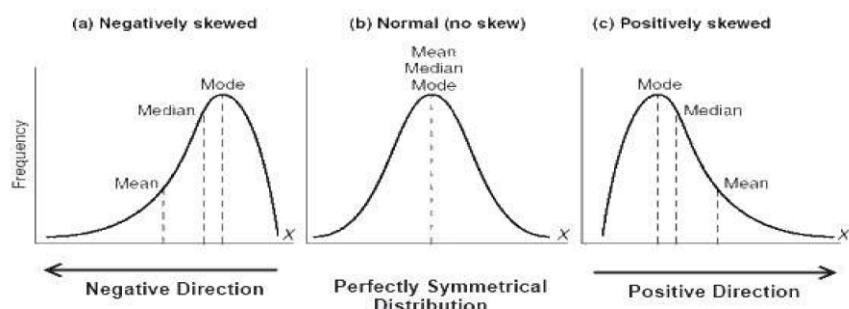 (a) Negatively skewed
(b) Normal (no skew)
(c) Positively skewed
Frequency
Mode
Median
Mean
X
Mean
Median
Mode
X
Mode
Median
Mean
X
Negative Direction
Perfectly Symmetrical
Distribution
Positive Direction